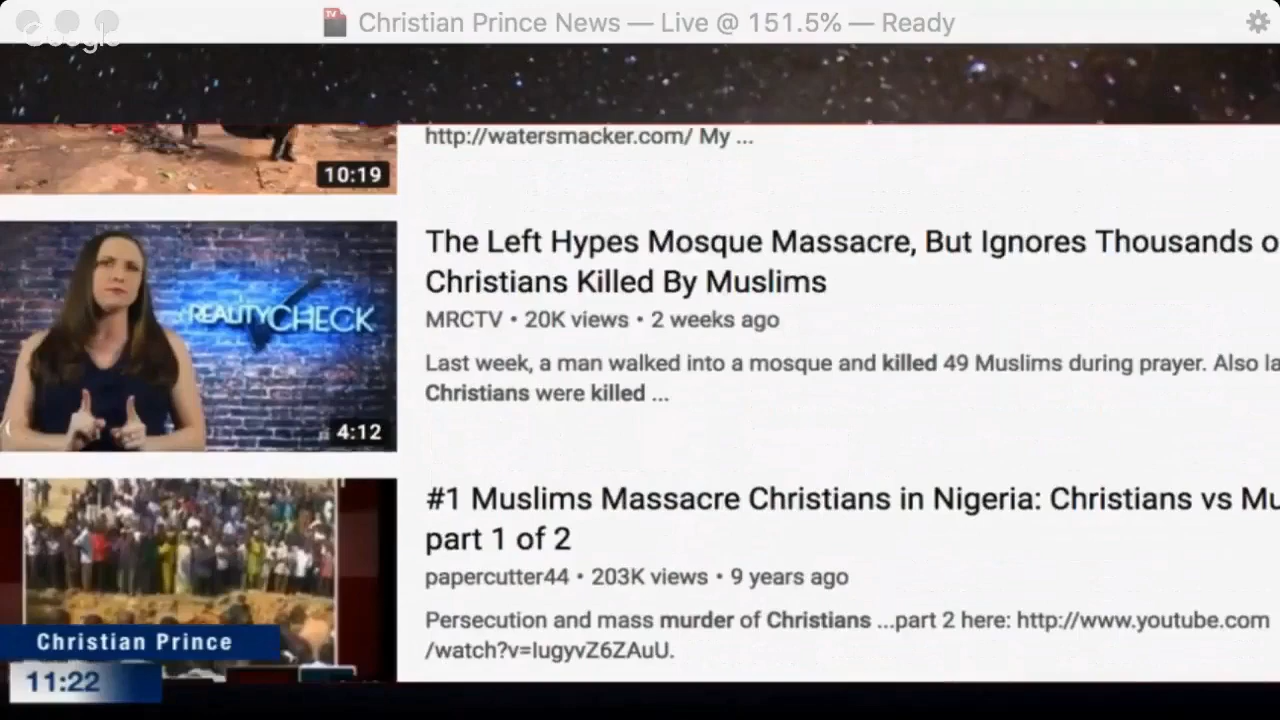 Christian Prince News — Live @ 151.5% — Ready
Google
http://watersmacker.com/ My ...
10:19
The Left Hypes Mosque Massacre, But Ignores Thousands o
Christians Killed By Muslims
MRCTV • 20K views • 2 weeks ago
REALITYCHECK
Last week, a man walked into a mosque and killed 49 Muslims during prayer. Also la
Christians were killed ...
4:12
#1 Muslims Massacre Christians in Nigeria: Christians vs Mu
part 1 of 2
papercutter44 • 203K views • 9 years ago
Persecution and mass murder of Christians ...part 2 here: http://www.youtube.com
/watch?v=IugyvZ6ZAuU.
Christian Prince
11:22